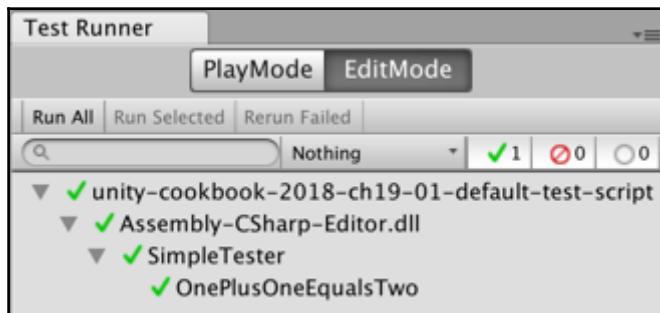 Test Runner
PlayMode EditMode
Run All Run Selected Rerun Failed
Nothing 1 0 0
unity-cookbook-2018-ch19-01-default-test-script
Assembly-CSharp-Editor.dll
SimpleTester
OnePlusOneEqualsTwo